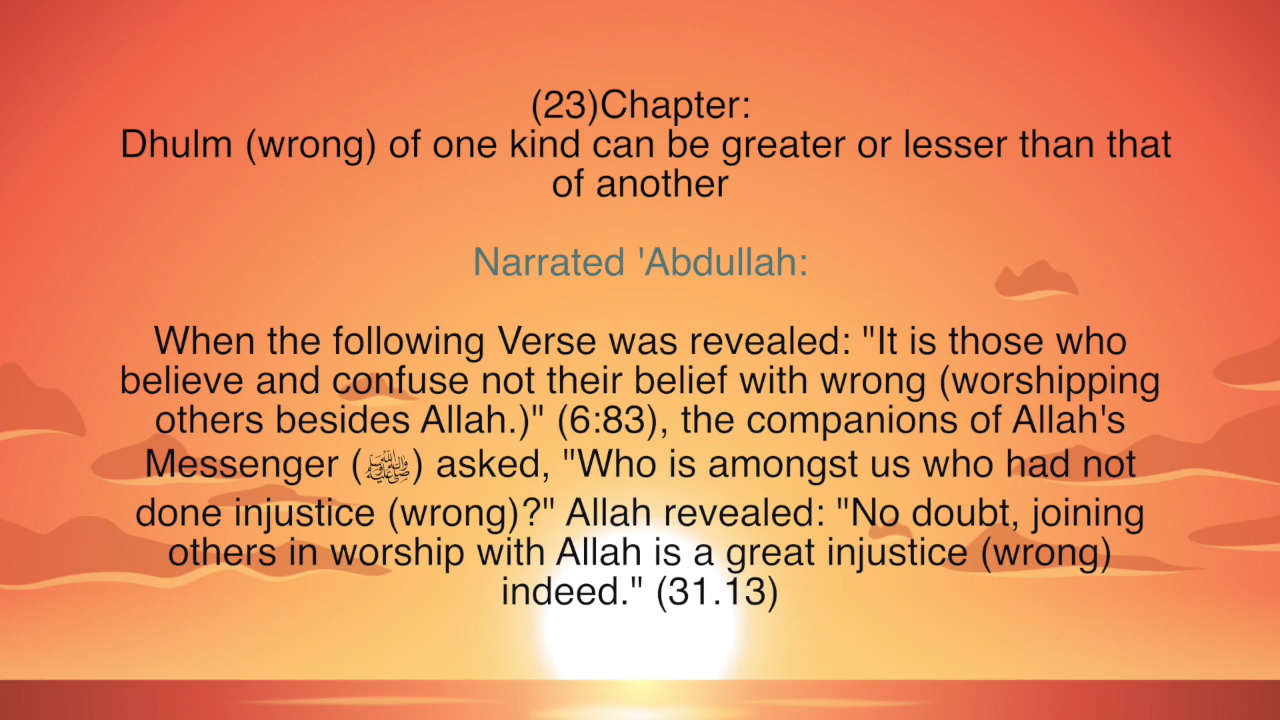 (23)Chapter:
Dhulm (wrong) of one kind can be greater or lesser than that
of another
Narrated 'Abdullah:
When the following Verse was revealed: "It is those who
believe and confuse not their belief with wrong (worshipping
others besides Allah.)" (6:83), the companions of Allah's
Messenger (ﷺ) asked, "Who is amongst us who had not
done injustice (wrong)?" Allah revealed: "No doubt, joining
others in worship with Allah is a great injustice (wrong)
indeed." (31.13)